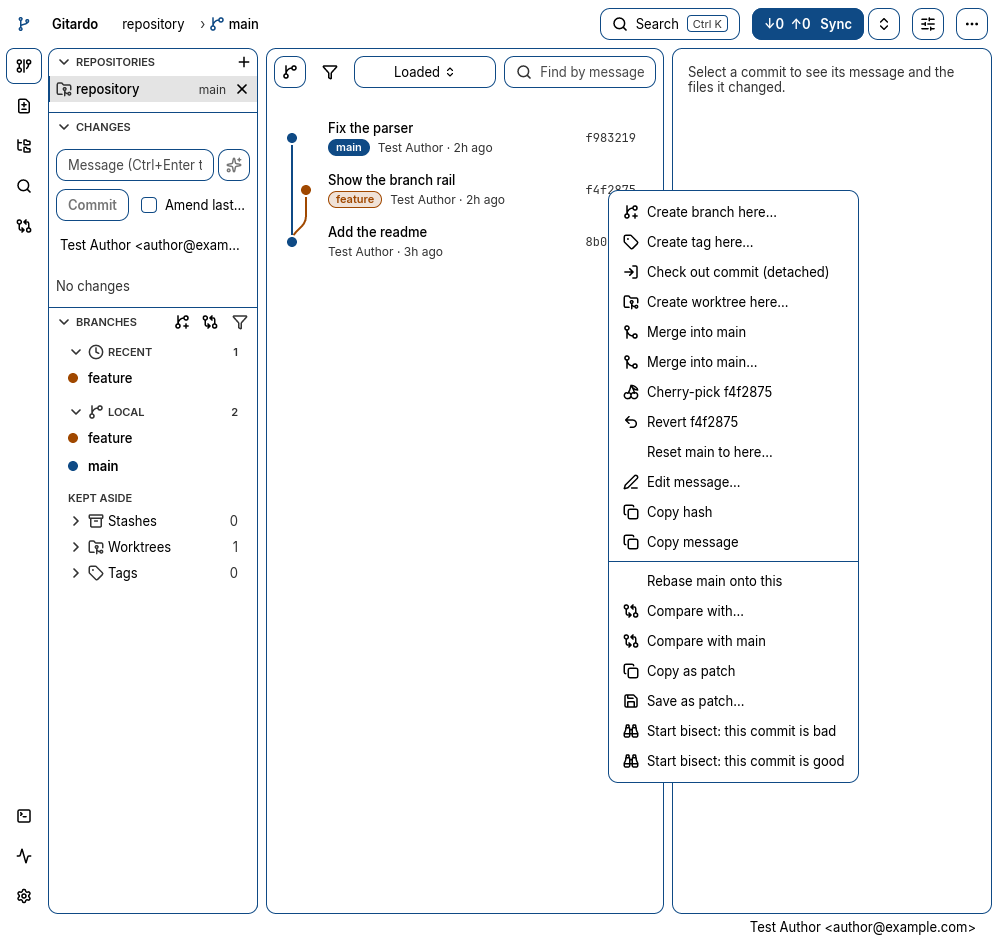 Gitardo repository › main Search Ctrl K ↓0 ↑0 Sync
REPOSITORIES
repository main
CHANGES
Message (Ctrl+Enter t
Commit Amend last...
Test Author <author@exam...
No changes
BRANCHES
RECENT 1
feature
LOCAL 2
feature
main
KEPT ASIDE
Stashes 0
Worktrees 1
Tags 0
Loaded Find by message
Fix the parser
main Test Author · 2h ago f983219
Show the branch rail
feature Test Author · 2h ago f4f2875
Add the readme
Test Author · 3h ago 8b0
Select a commit to see its message and the
files it changed.
Create branch here...
Create tag here...
Check out commit (detached)
Create worktree here...
Merge into main
Merge into main...
Cherry-pick f4f2875
Revert f4f2875
Reset main to here...
Edit message...
Copy hash
Copy message
Rebase main onto this
Compare with...
Compare with main
Copy as patch
Save as patch...
Start bisect: this commit is bad
Start bisect: this commit is good
Test Author <author@example.com>